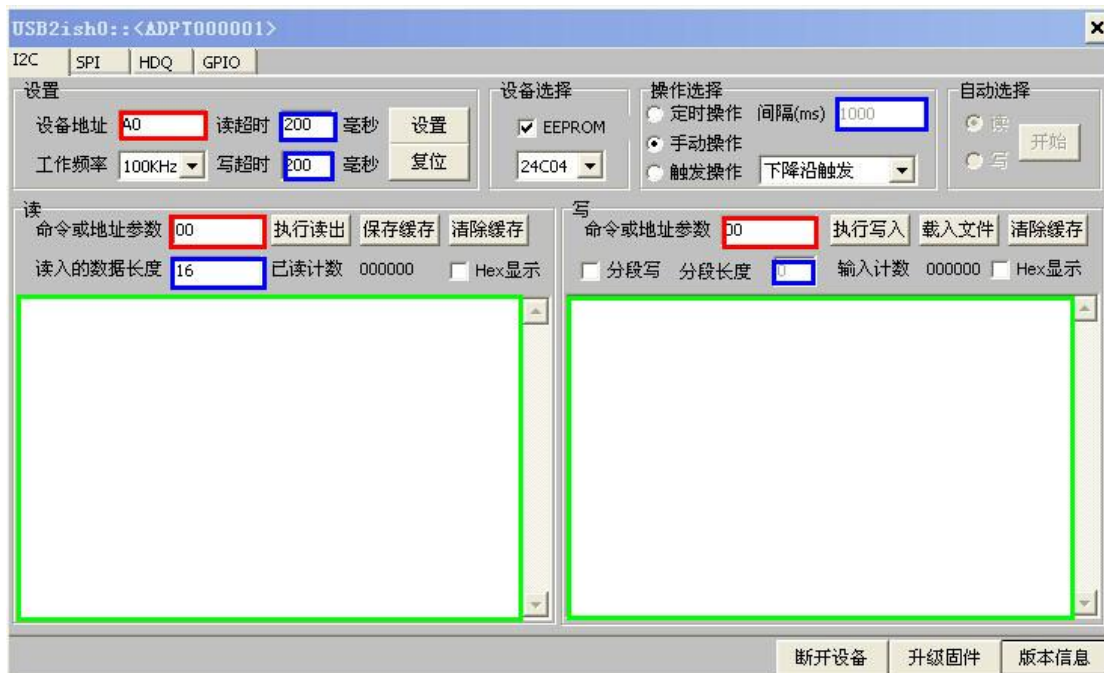 USB2ish0::<ADPT000001>
I2C SPI HDQ GPIO
设置 设备选择 操作选择 自动选择
设备地址 A0 读超时 200 毫秒 设置 EEPROM 定时操作 间隔(ms) 1000 读 开始
手动操作
工作频率 100KHz 写超时 200 毫秒 复位 24C04 触发操作 下降沿触发 写
读 写
命令或地址参数 00 执行读出 保存缓存 清除缓存 命令或地址参数 00 执行写入 载入文件 清除缓存
读入的数据长度 16 已读计数 000000 Hex显示 分段写 分段长度 0 输入计数 000000 Hex显示
断开设备 升级固件 版本信息